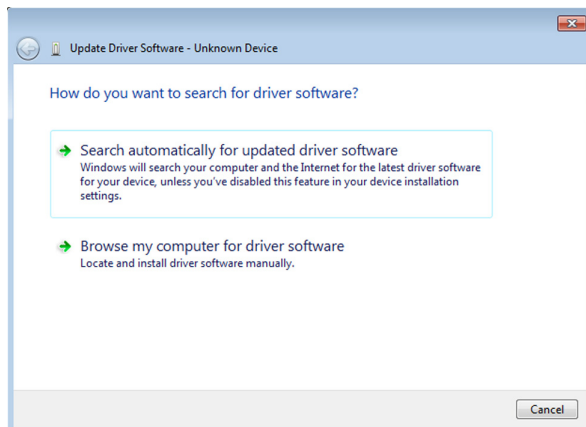 Update Driver Software - Unknown Device
How do you want to search for driver software?
Search automatically for updated driver software
Windows will search your computer and the Internet for the latest driver software
for your device, unless you've disabled this feature in your device installation
settings.
Browse my computer for driver software
Locate and install driver software manually.
Cancel